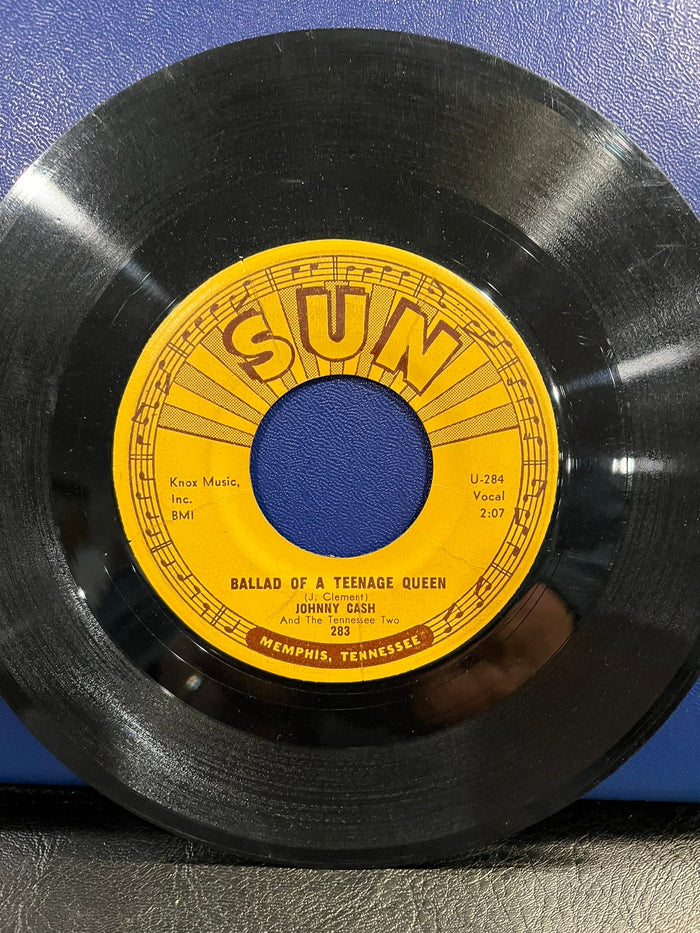 SUN
Knox Music,
Inc.
BMI
U-284
Vocal
2:07
BALLAD OF A TEENAGE QUEEN
(J. Clement)
JOHNNY CASH
And The Tennessee Two
283
MEMPHIS, TENNESSEE